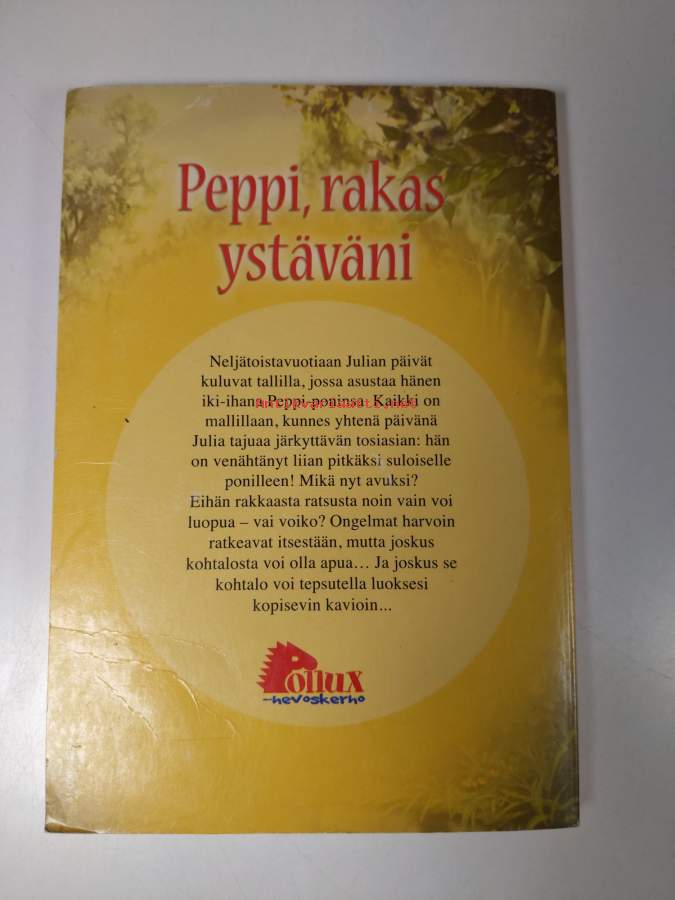 Peppi, rakas
ystäväni
Neljätoistavuotiaan Julian päivät
kuluvat tallilla, jossa asustaa hänen
iki-ihana Peppi-poninsa. Kaikki on
Antikvariaatti.net
mallillaan, kunnes yhtenä päivänä
Julia tajuaa järkyttävän tosiasian: hän
on venähtänyt liian pitkäksi suloiselle
ponilleen! Mikä nyt avuksi?
Eihän rakkaasta ratsusta noin vain voi
luopua – vai voiko? Ongelmat harvoin
ratkeavat itsestään, mutta joskus
kohtalosta voi olla apua... Ja joskus se
kohtalo voi tepsutella luoksesi
kopisevin kavioin...
Pollux
-hevoskerho